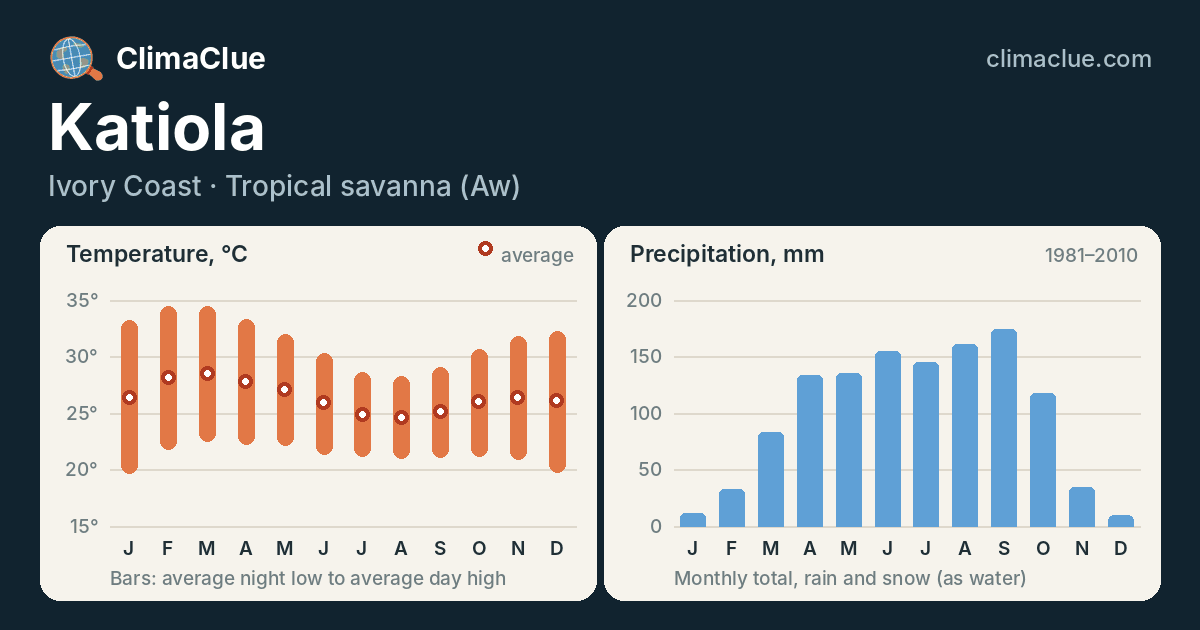 ClimaClue
climaclue.com
Katiola
Ivory Coast · Tropical savanna (Aw)
Temperature, °C
average
35°
30°
25°
20°
15°
J F M A M J J A S O N D
Bars: average night low to average day high
Precipitation, mm
1981–2010
200
150
100
50
0
J F M A M J J A S O N D
Monthly total, rain and snow (as water)